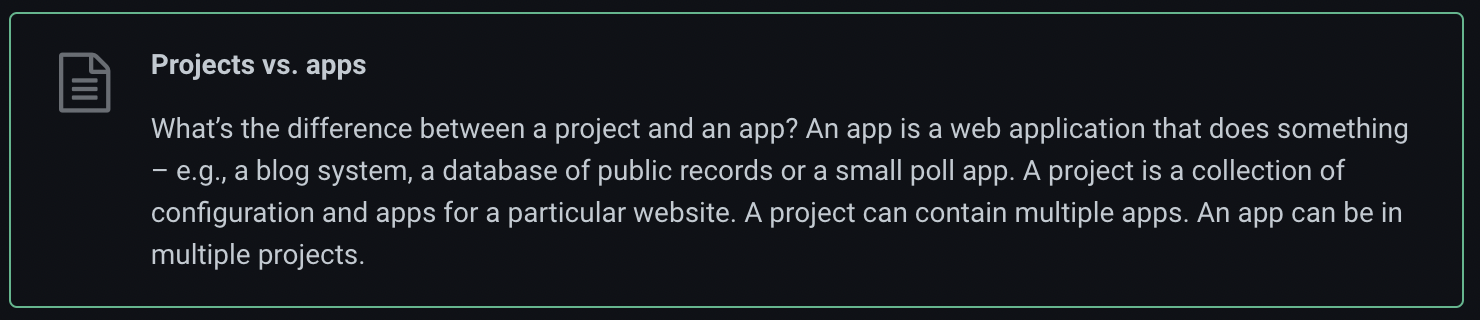 Projects vs. apps
What’s the difference between a project and an app? An app is a web application that does something
– e.g., a blog system, a database of public records or a small poll app. A project is a collection of
configuration and apps for a particular website. A project can contain multiple apps. An app can be in
multiple projects.